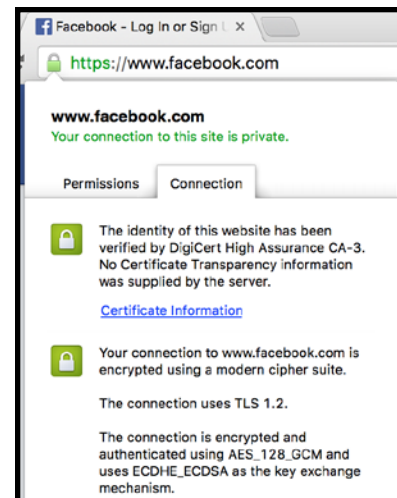 Facebook - Log In or Sign
https://www.facebook.com
www.facebook.com
Your connection to this site is private.
Permissions Connection
The identity of this website has been
verified by DigiCert High Assurance CA-3.
No Certificate Transparency information
was supplied by the server.
Certificate Information
Your connection to www.facebook.com is
encrypted using a modern cipher suite.
The connection uses TLS 1.2.
The connection is encrypted and
authenticated using AES_128_GCM and
uses ECDHE_ECDSA as the key exchange
mechanism.